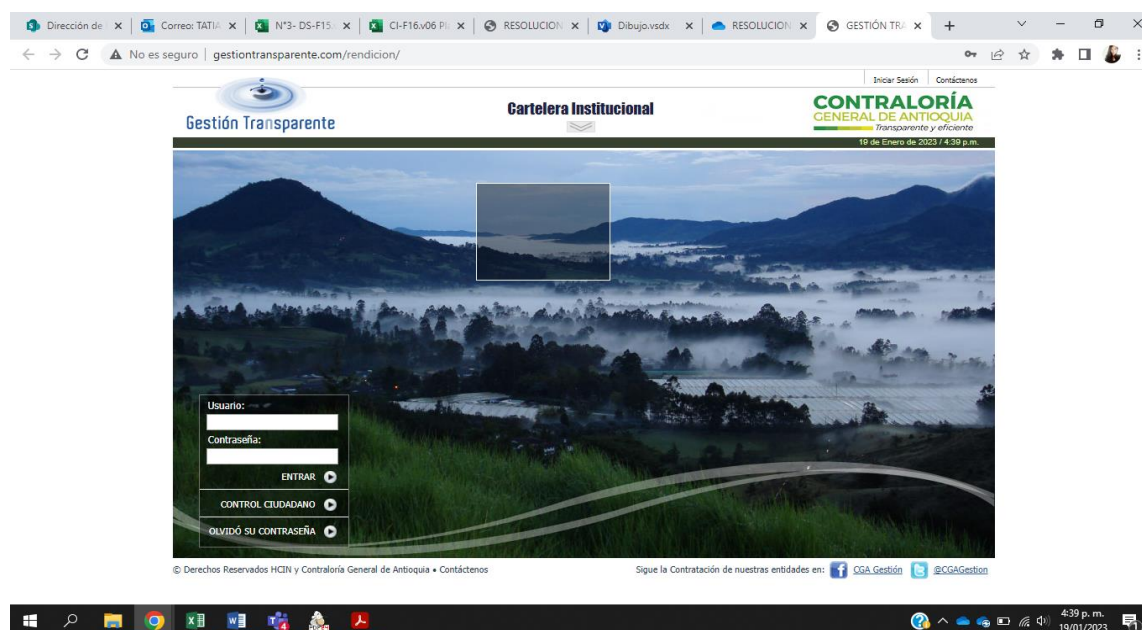 Dirección de
Correo: TATIA
N°3- DS-F15.
CI-F16.v06 PL
RESOLUCION
Dibujo.vsdx
RESOLUCION
GESTIÓN TRA
No es seguro
gestiontransparente.com/rendicion/
Iniciar Sesión
Contáctenos
Gestión Transparente
Cartelera Institucional
CONTRALORÍA
GENERAL DE ANTIOQUIA
Transparente y eficiente
19 de Enero de 2023 / 4:39 p.m.
Usuario:
Contraseña:
ENTRAR
CONTROL CIUDADANO
OLVIDÓ SU CONTRASEÑA
© Derechos Reservados HCIN y Contraloría General de Antioquia • Contáctenos
Sigue la Contratación de nuestras entidades en:
CGA Gestión
@CGAGestion
4:39 p. m.
19/01/2023